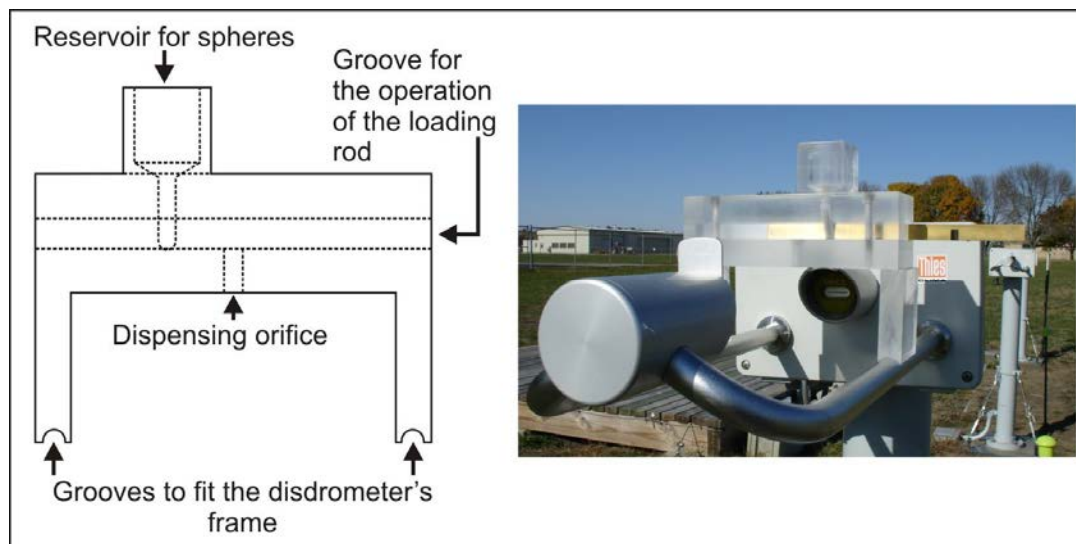 Reservoir for spheres
Groove for
the operation
of the loading
rod
Dispensing orifice
Grooves to fit the disdrometer's
frame
Thies